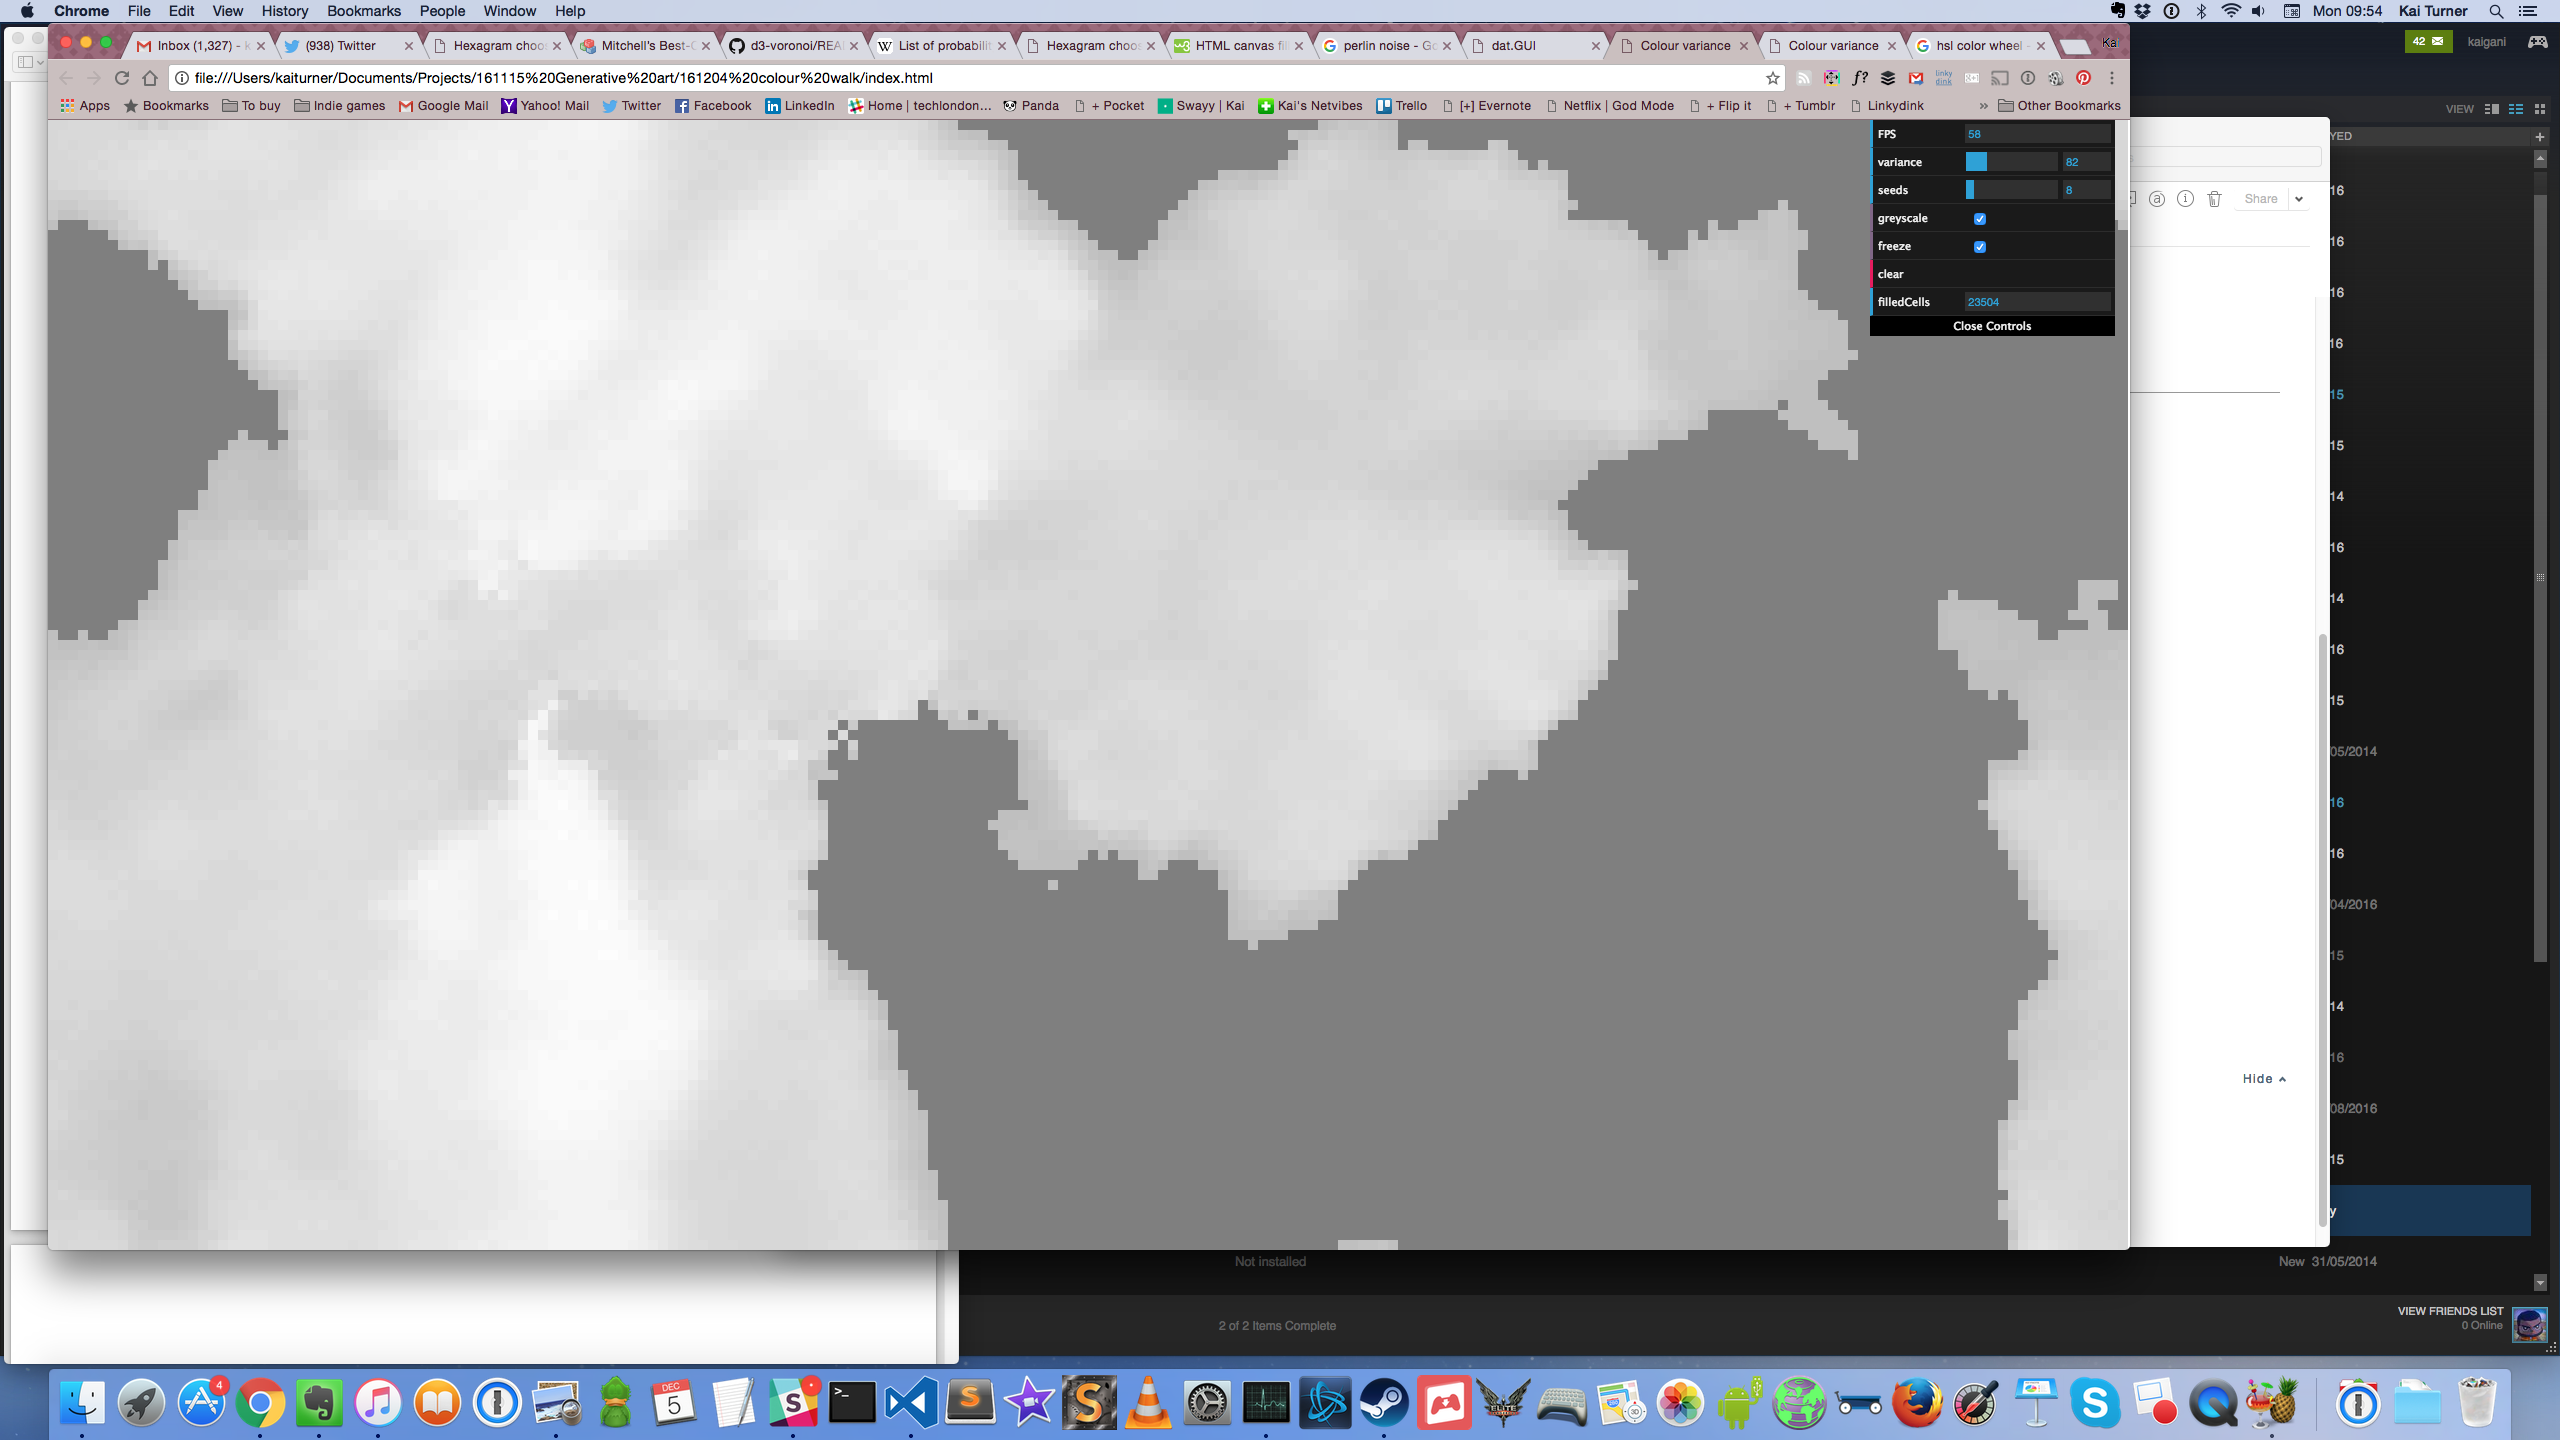 Chrome File Edit View History Bookmarks People Window Help Mon 09:54 Kai Turner
Inbox (1,327) - k (938) Twitter Hexagram choo Mitchell's Best-C d3-voronoi/REA List of probabilit Hexagram choo HTML canvas fil perlin noise - Go dat.GUI Colour variance Colour variance hsl color wheel - Kai
file:///Users/kaiturner/Documents/Projects/161115%20Generative%20art/161204%20colour%20walk/index.html
Apps Bookmarks To buy Indie games Google Mail Yahoo! Mail Twitter Facebook LinkedIn Home | techlondon... Panda + Pocket Swayy | Kai Kai's Netvibes Trello [+] Evernote Netflix | God Mode + Flip it + Tumblr Linkydink » Other Bookmarks
42 kaigani
VIEW
YED
FPS 58
variance 82
seeds 8
greyscale
freeze
clear
filledCells 23504
Close Controls
Share
16
16
16
16
15
15
14
16
14
16
15
05/2014
16
16
04/2016
15
14
16
Hide
08/2016
15
y
Not installed New 31/05/2014
VIEW FRIENDS LIST
0 Online
2 of 2 Items Complete
4
DEC
5